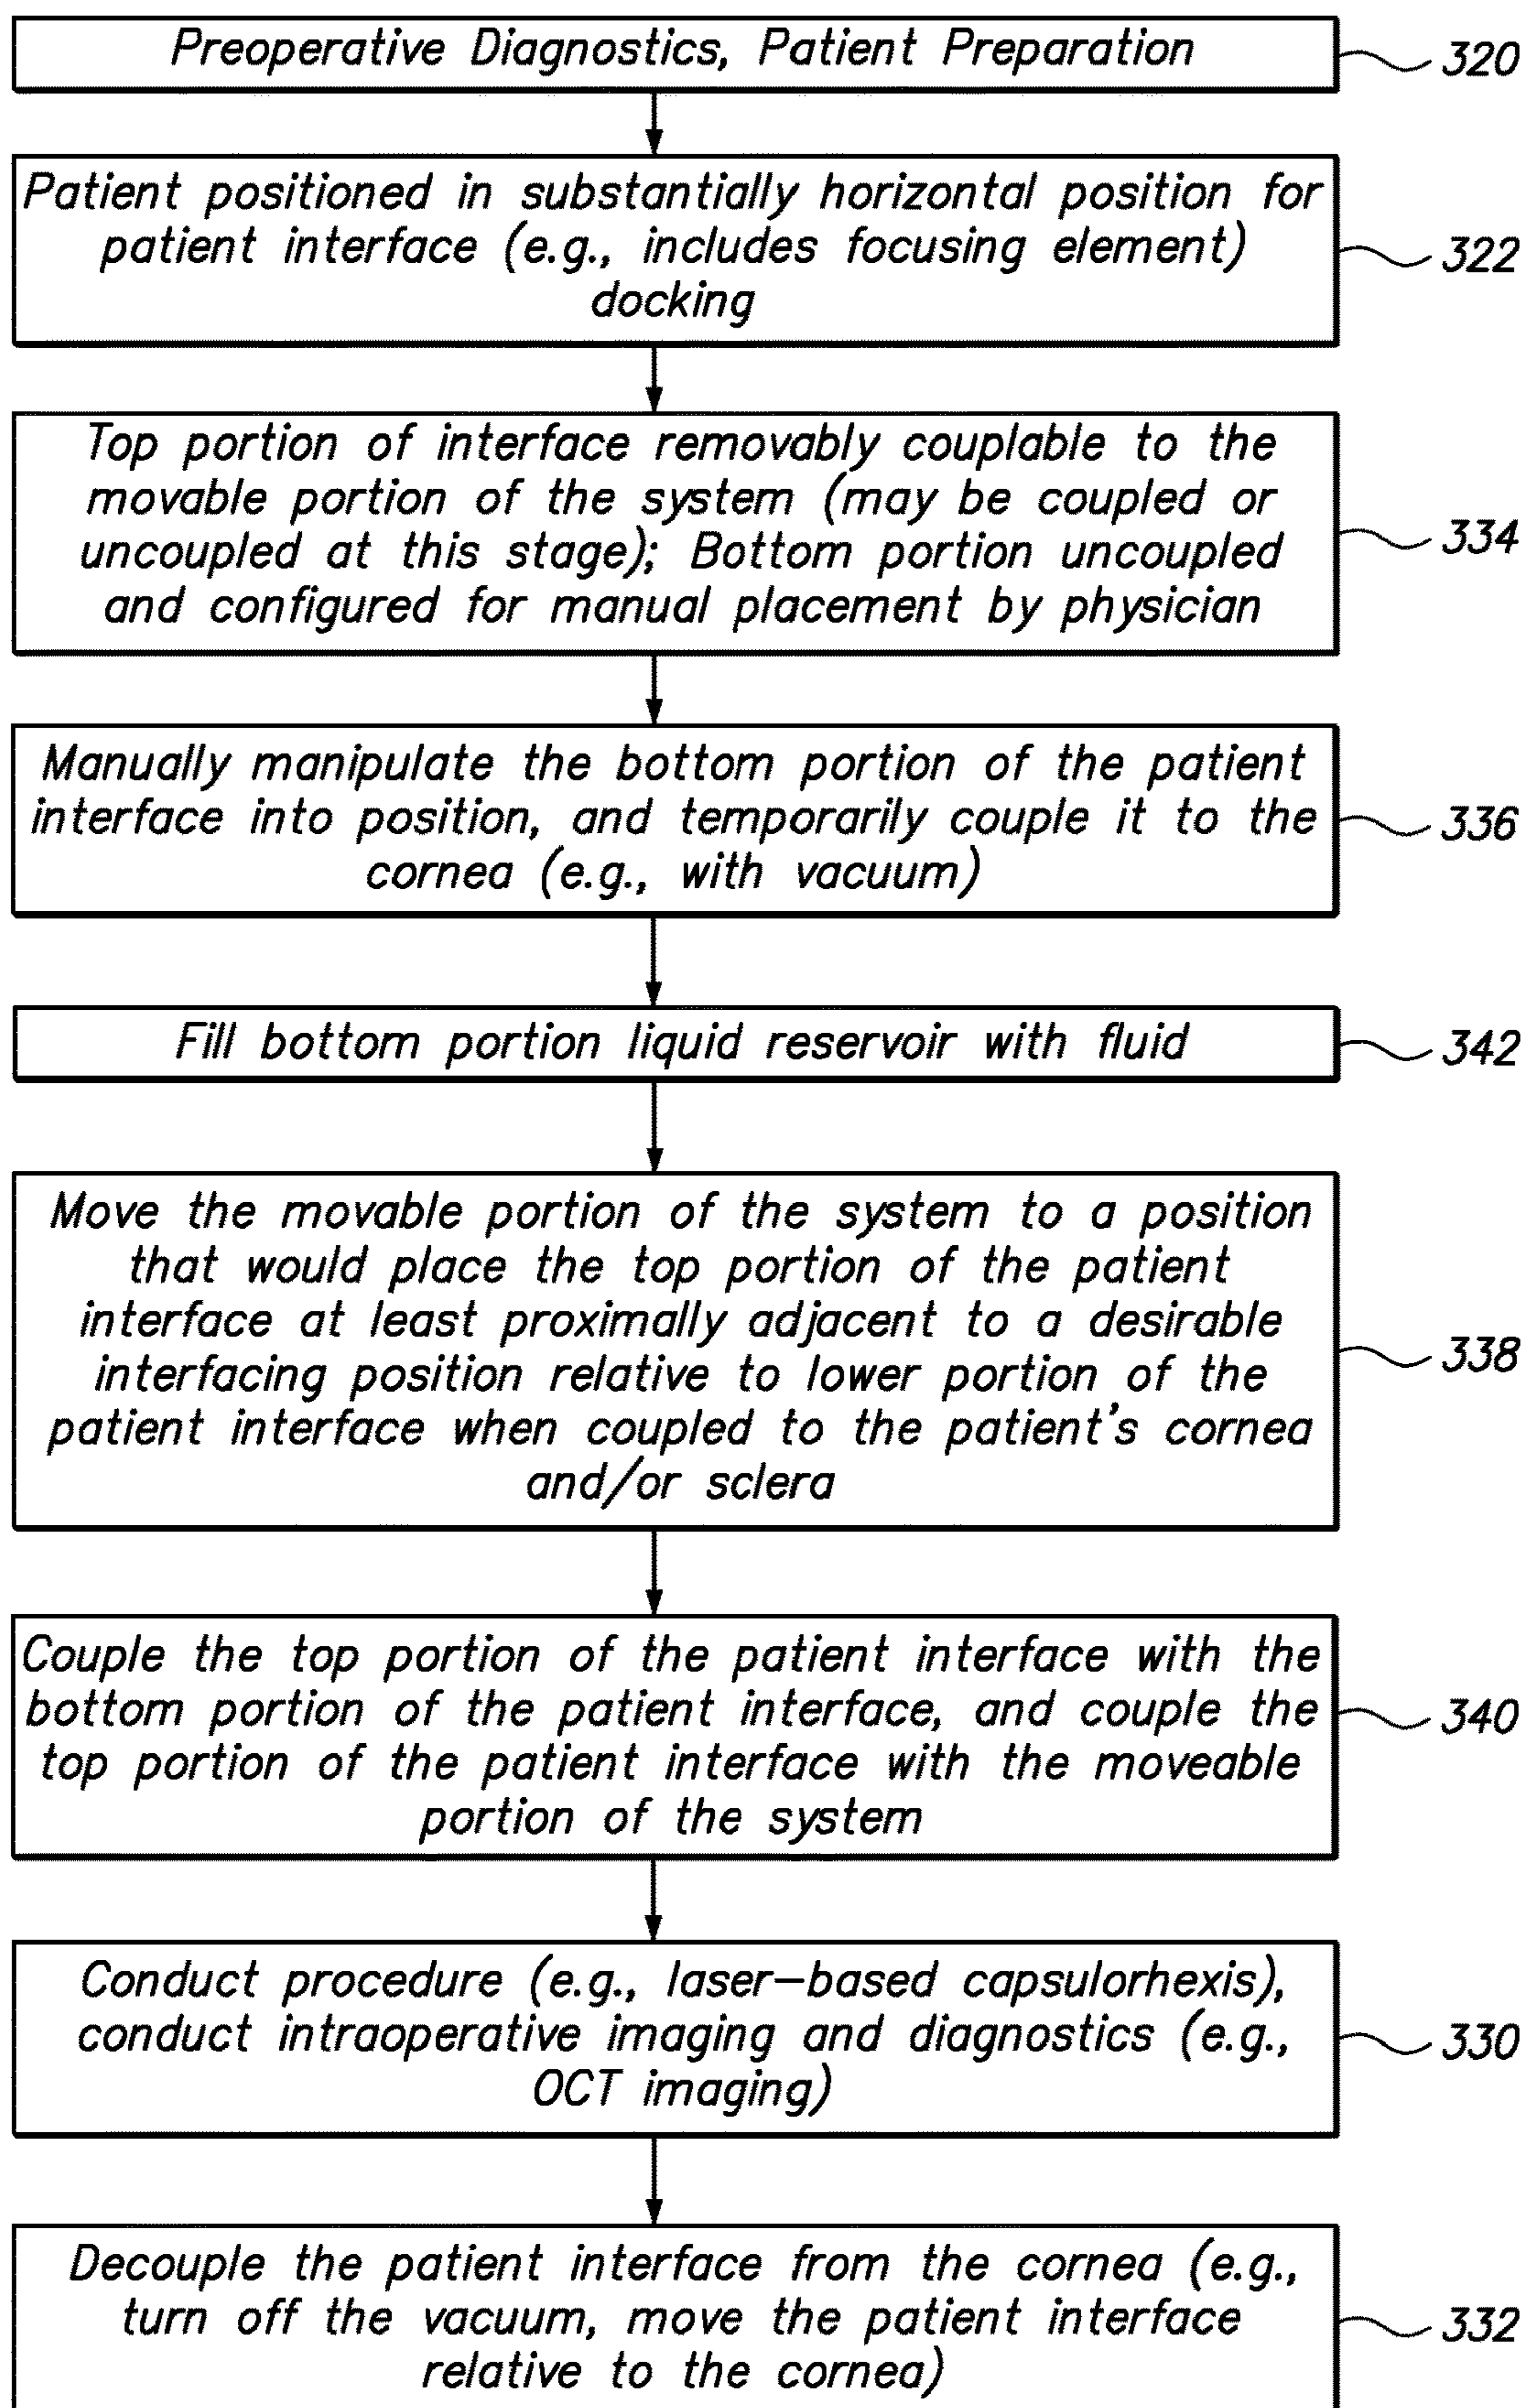 Preoperative Diagnostics, Patient Preparation
320
Patient positioned in substantially horizontal position for
patient interface (e.g., includes focusing element)
docking
322
Top portion of interface removably couplable to the
movable portion of the system (may be coupled or
uncoupled at this stage); Bottom portion uncoupled
and configured for manual placement by physician
334
Manually manipulate the bottom portion of the patient
interface into position, and temporarily couple it to the
cornea (e.g., with vacuum)
336
Fill bottom portion liquid reservoir with fluid
342
Move the movable portion of the system to a position
that would place the top portion of the patient
interface at least proximally adjacent to a desirable
interfacing position relative to lower portion of the
patient interface when coupled to the patient's cornea
and/or sclera
338
Couple the top portion of the patient interface with the
bottom portion of the patient interface, and couple the
top portion of the patient interface with the moveable
portion of the system
340
Conduct procedure (e.g., laser-based capsulorhexis),
conduct intraoperative imaging and diagnostics (e.g.,
OCT imaging)
330
Decouple the patient interface from the cornea (e.g.,
turn off the vacuum, move the patient interface
relative to the cornea)
332